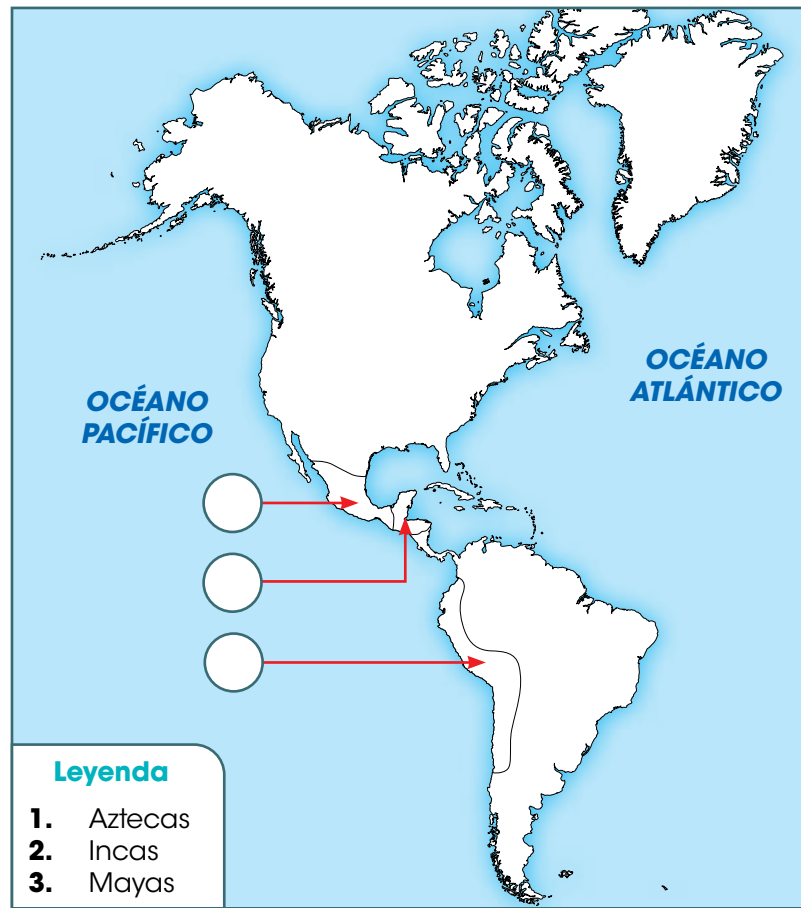 OCÉANO
ATLÁNTICO
OCÉANO
PACÍFICO
Leyenda
1. Aztecas
2. Incas
3. Mayas